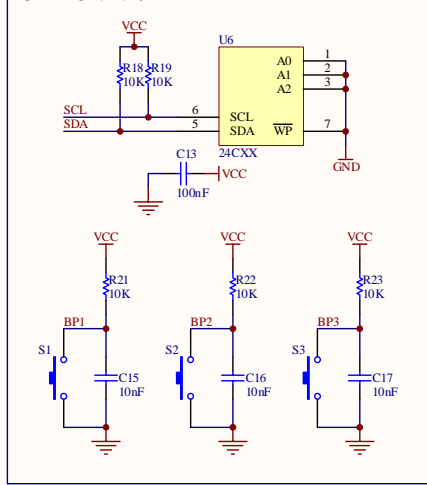 VCC
U6
R18 R19
10K 10K
A0 1
A1 2
A2 3
SCL 6 SCL
SDA 5 SDA WP 7
24CXX
GND
C13
VCC
100nF
VCC VCC VCC
R21 R22 R23
10K 10K 10K
BP1 BP2 BP3
S1 S2 S3
C15 C16 C17
10nF 10nF 10nF